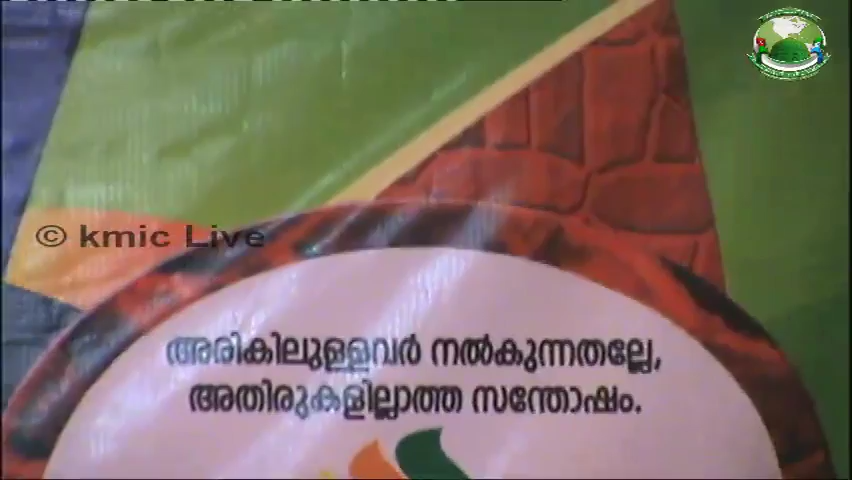 © kmic Live
അരികിലുള്ളവർ നൽകുന്നതല്ലേ,
അതിരുകളില്ലാത്ത സന്തോഷം.